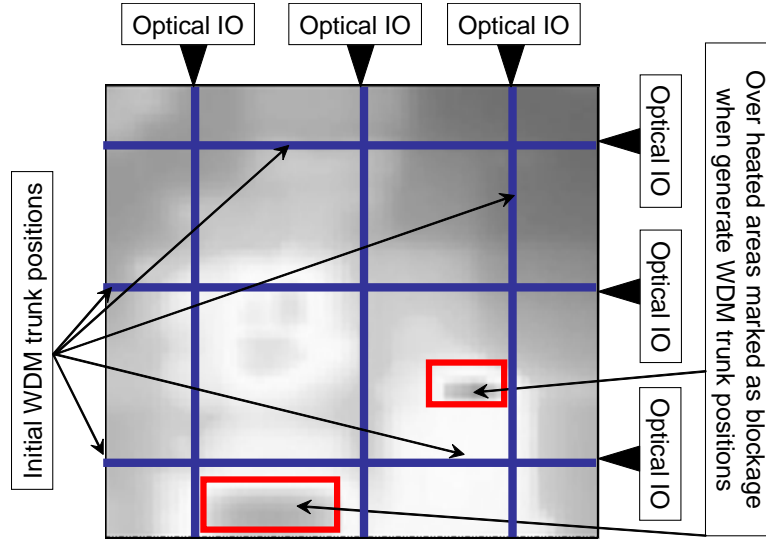 Optical IO
Optical IO
Optical IO
Optical IO
Optical IO
Optical IO
Over heated areas marked as blockage
when generate WDM trunk positions
Initial WDM trunk positions